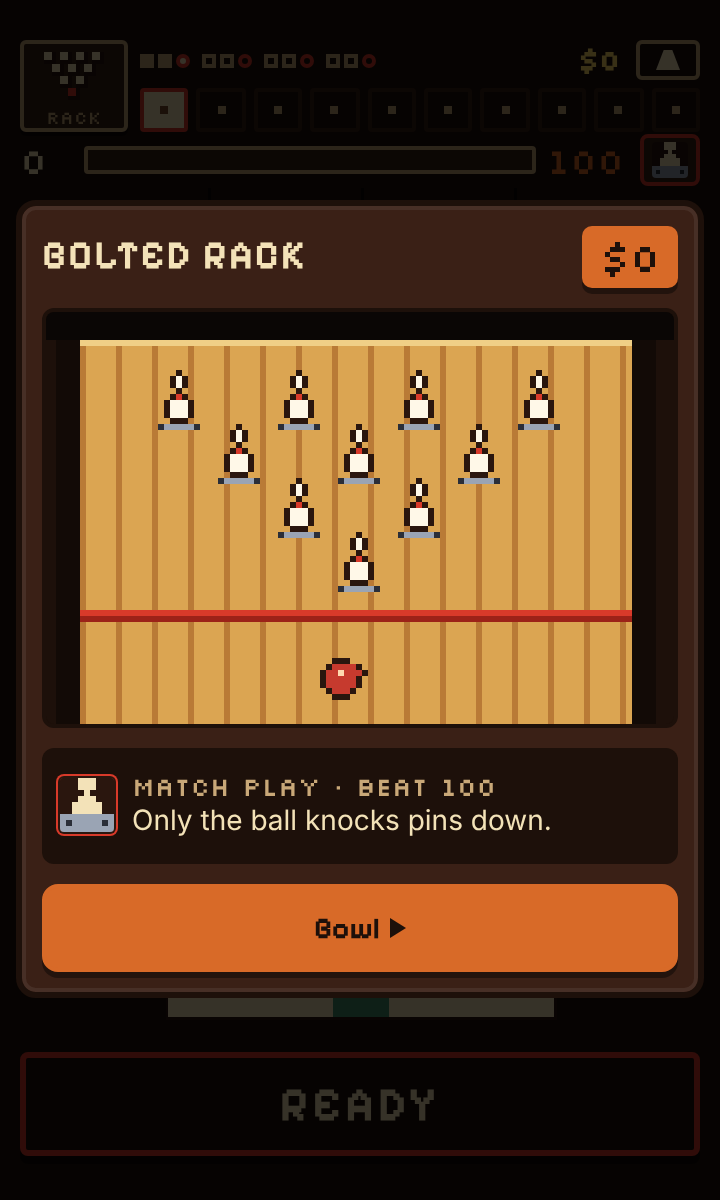 RACK
$0
0
100
BOLTED RACK
$0
MATCH PLAY · BEAT 100
Only the ball knocks pins down.
Bowl
READY